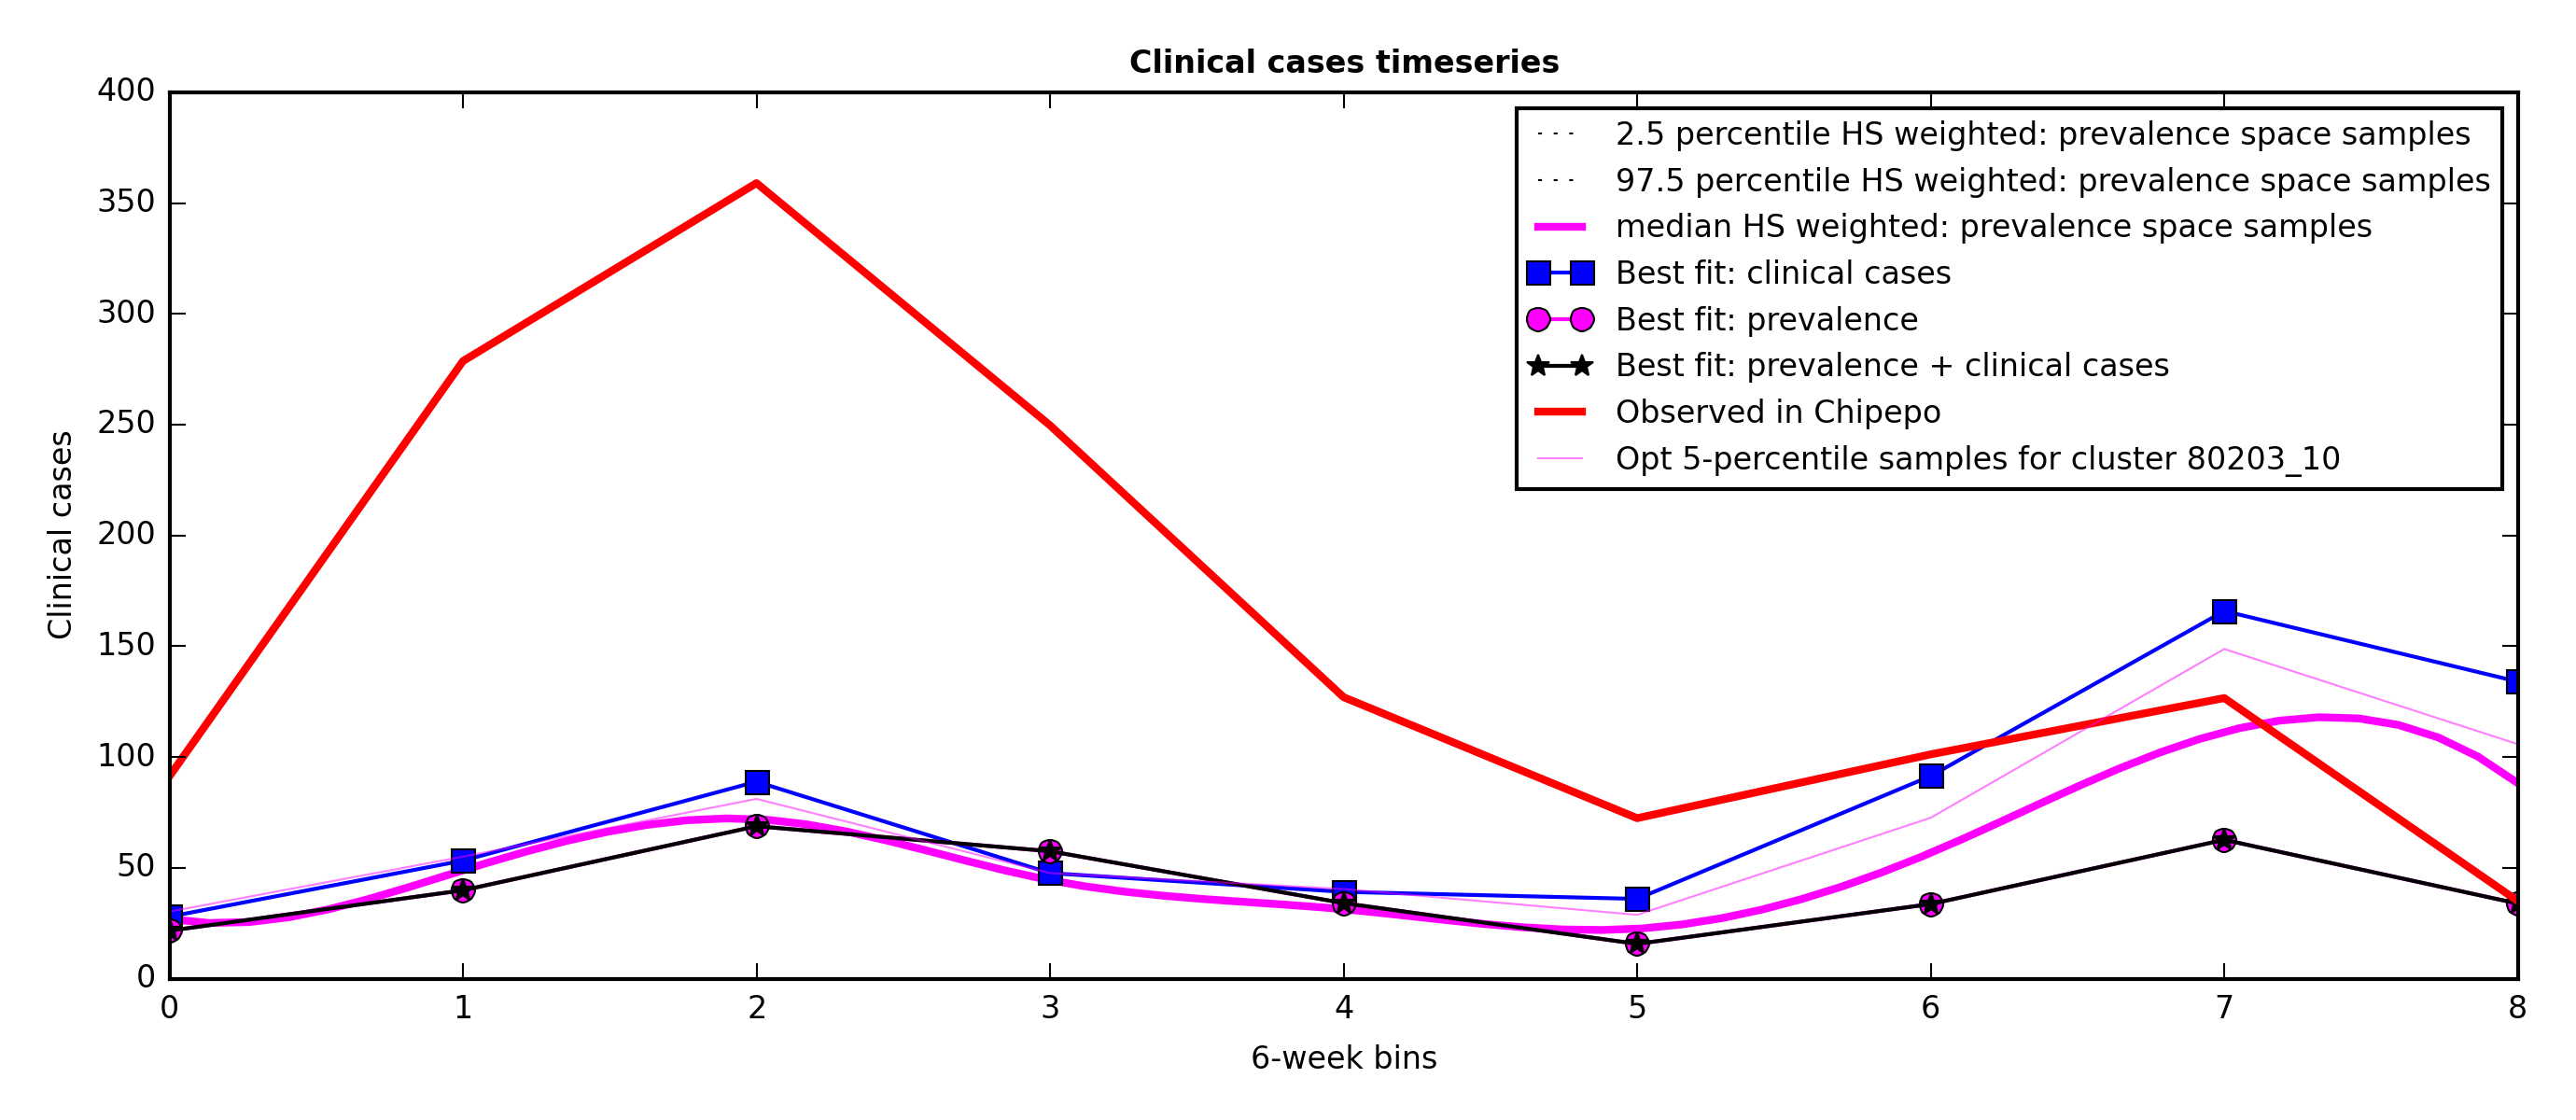 Clinical cases timeseries
400
350
300
250
200
150
100
50
0
Clinical cases
2.5 percentile HS weighted: prevalence space samples
97.5 percentile HS weighted: prevalence space samples
median HS weighted: prevalence space samples
Best fit: clinical cases
Best fit: prevalence
Best fit: prevalence + clinical cases
Observed in Chipepo
Opt 5-percentile samples for cluster 80203_10
0 1 2 3 4 5 6 7 8
6-week bins